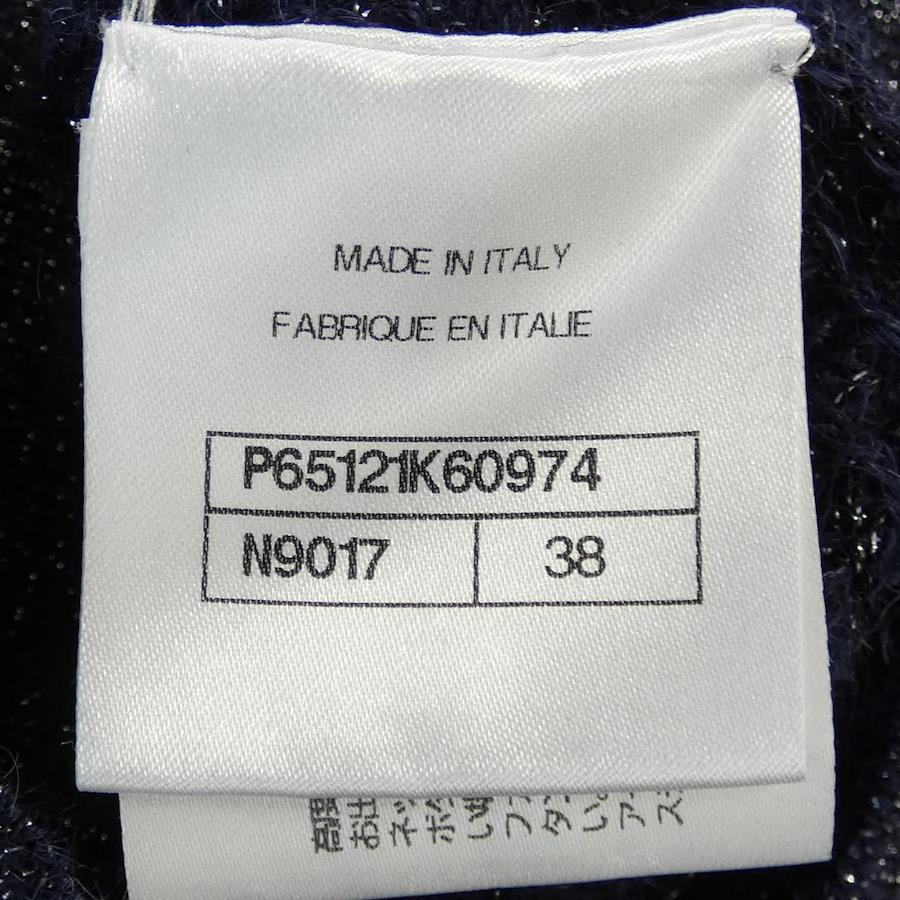 MADE IN ITALY
FABRIQUE EN ITALIE
P65121K60974
N9017 38